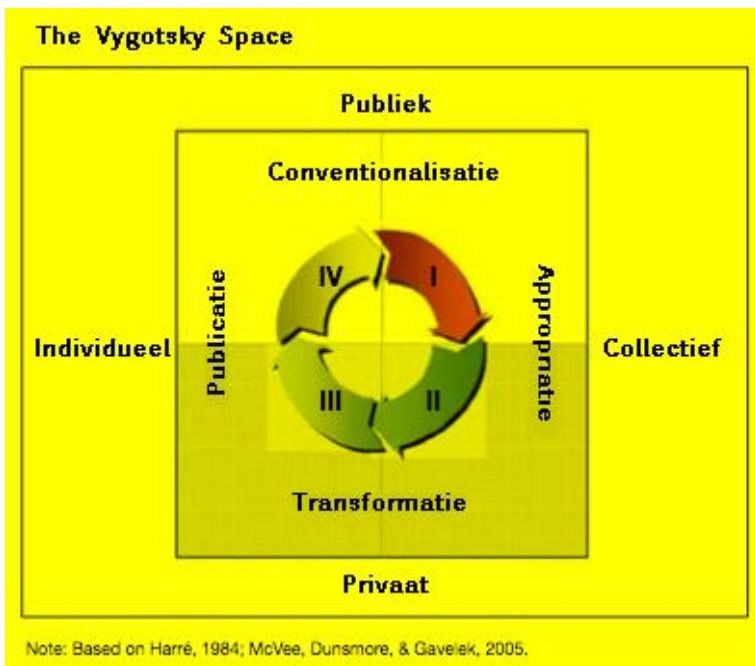 The Vygotsky Space
Publiek
Conventionalisatie
IV
I
Publicatie
Appropriatie
Individueel
Collectief
III
II
Transformatie
Privaat
Note: Based on Harré, 1984; McVee, Dunsmore, & Gavelek, 2005.